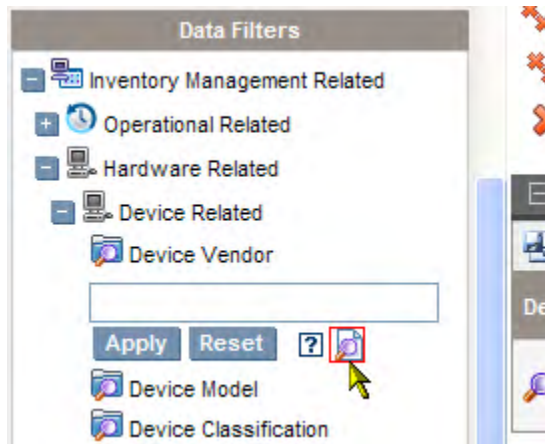 Data Filters
Inventory Management Related
Operational Related
Hardware Related
Device Related
Device Vendor
Apply Reset ?
De
Device Model
Device Classification